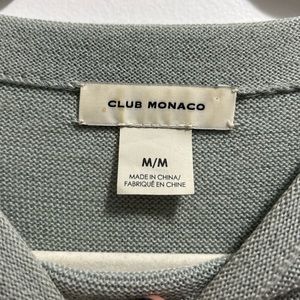 CLUB MONACO
M/M
MADE IN CHINA/
FABRIQUÉ EN CHINE